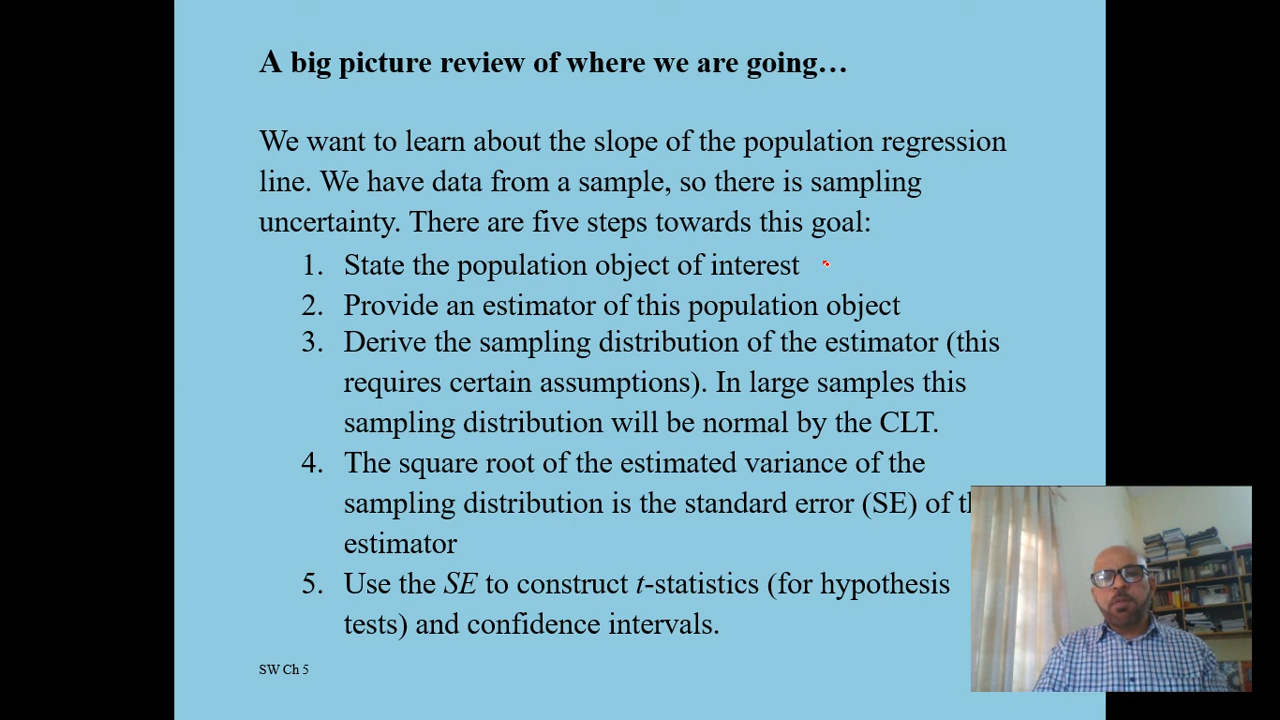 A big picture review of where we are going…
We want to learn about the slope of the population regression
line. We have data from a sample, so there is sampling
uncertainty. There are five steps towards this goal:
1. State the population object of interest
2. Provide an estimator of this population object
3. Derive the sampling distribution of the estimator (this
requires certain assumptions). In large samples this
sampling distribution will be normal by the CLT.
4. The square root of the estimated variance of the
sampling distribution is the standard error (SE) of
estimator
5. Use the SE to construct t-statistics (for hypothesis
tests) and confidence intervals.
SW Ch 5